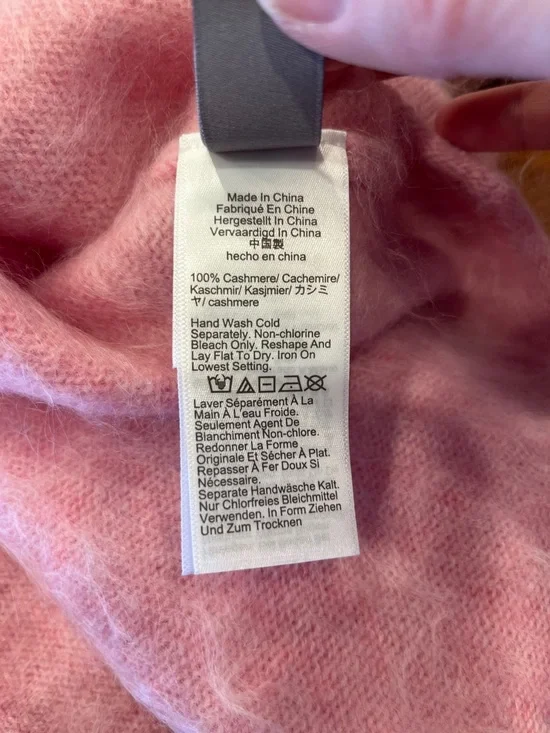 Made In China
Fabriqué En Chine
Hergestellt In China
Vervaardigd In China
中国製
hecho en china
100% Cashmere/ Cachemire/
Kaschmir/ Kasjmier/ カシミ
ヤ/ cashmere
Hand Wash Cold
Separately. Non-chlorine
Bleach Only. Reshape And
Lay Flat To Dry. Iron On
Lowest Setting.
Laver Séparément À La
Main À L'eau Froide.
Seulement Agent De
Blanchiment Non-chlore.
Redonner La Forme
Originale Et Sécher À Plat.
Repasser À Fer Doux Si
Nécessaire.
Separate Handwäsche Kalt.
Nur Chlorfreies Bleichmittel
Verwenden. In Form Ziehen
Und Zum Trocknen